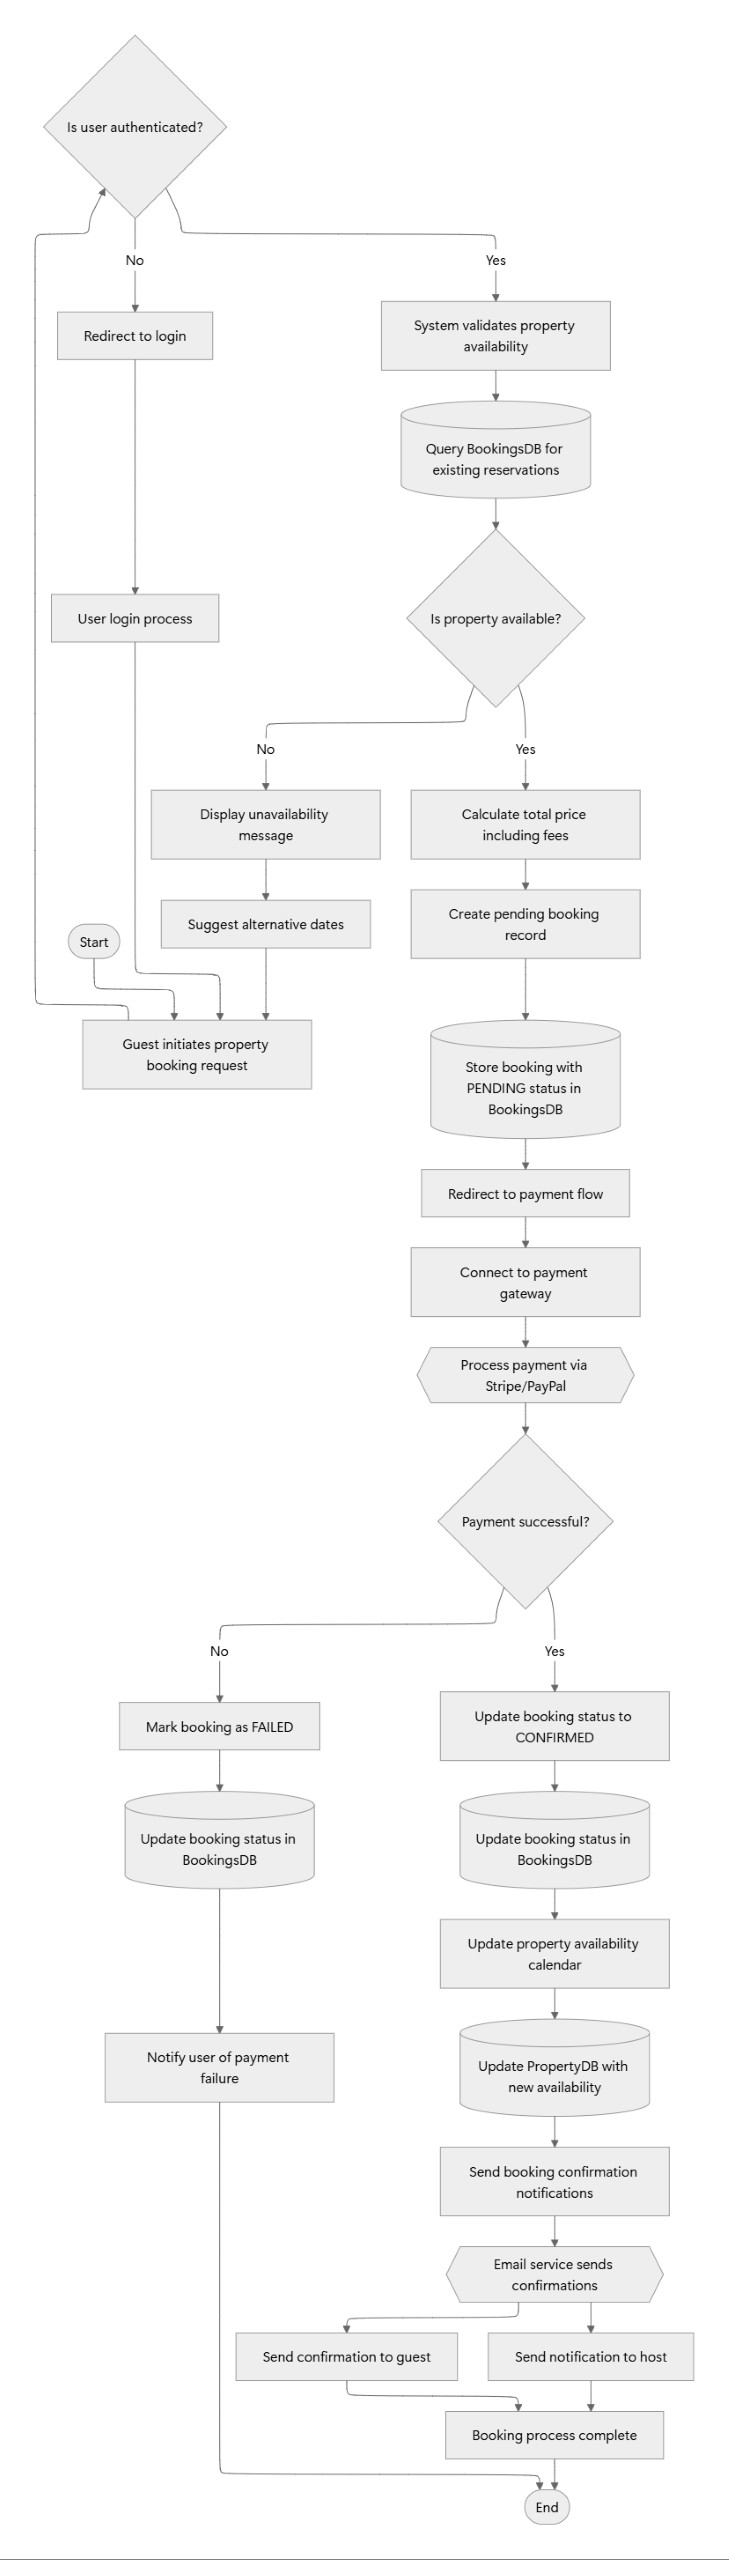 Is user authenticated?
No
Yes
Redirect to login
System validates property
availability
Query BookingsDB for
existing reservations
User login process
Is property available?
No
Yes
Display unavailability
message
Calculate total price
including fees
Suggest alternative dates
Create pending booking
record
Start
Guest initiates property
booking request
Store booking with
PENDING status in
BookingsDB
Redirect to payment flow
Connect to payment
gateway
Process payment via
Stripe/PayPal
Payment successful?
No
Yes
Mark booking as FAILED
Update booking status to
CONFIRMED
Update booking status in
BookingsDB
Update booking status in
BookingsDB
Update property availability
calendar
Notify user of payment
failure
Update PropertyDB with
new availability
Send booking confirmation
notifications
Email service sends
confirmations
Send confirmation to guest
Send notification to host
Booking process complete
End